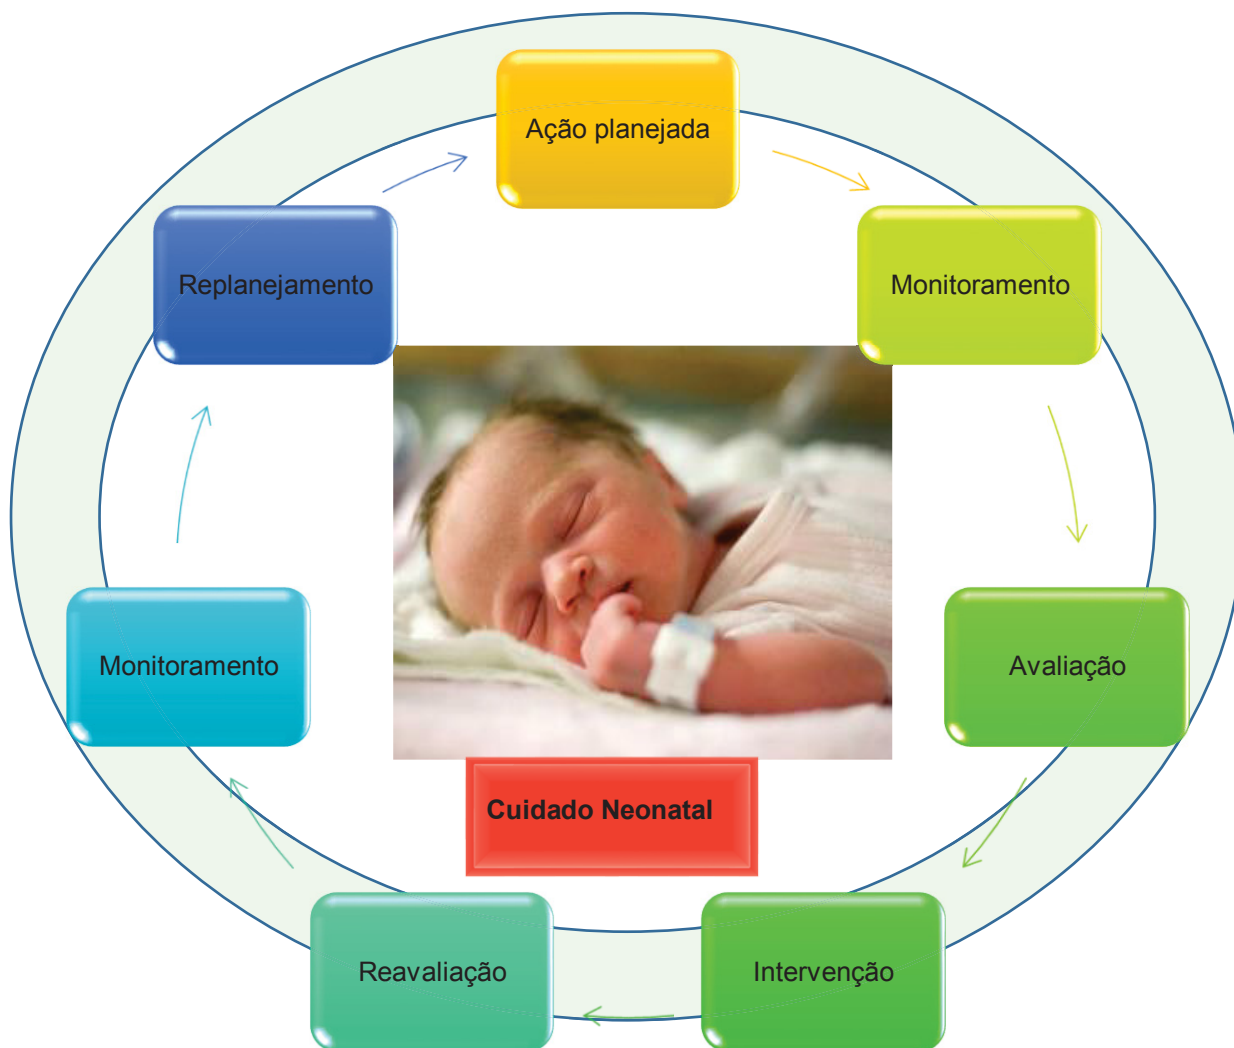 Ação planejada
Monitoramento
Avaliação
Intervenção
Reavaliação
Monitoramento
Replanejamento
Cuidado Neonatal